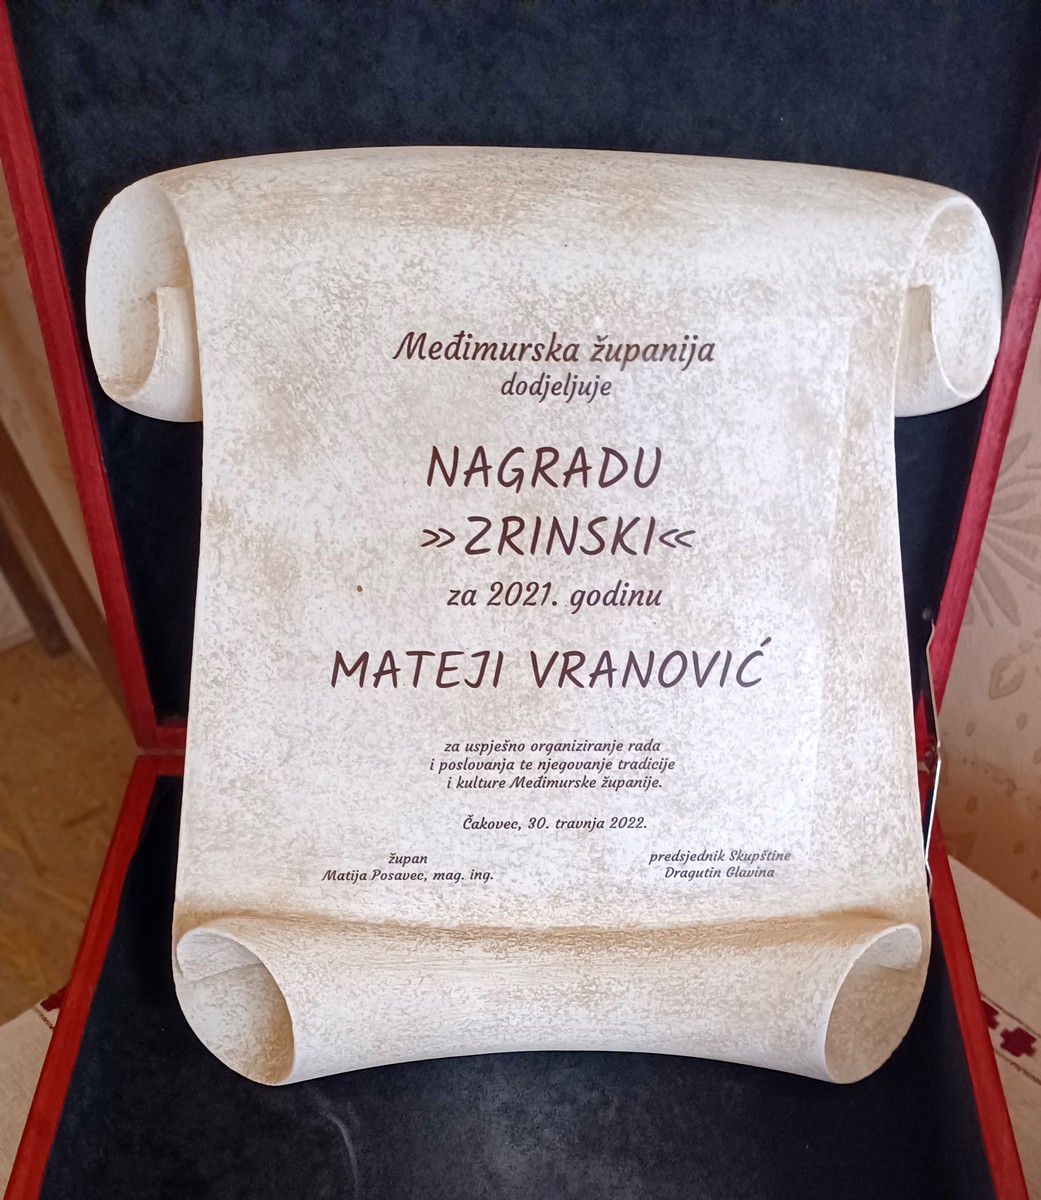 Međimurska županija
dodjeljuje
NAGRADU
»ZRINSKI«
za 2021. godinu
MATEJI VRANOVIĆ
za uspješno organiziranje rada
i poslovanja te njegovanje tradicije
i kulture Međimurske županije.
Čakovec, 30. travnja 2022.
župan
Matija Posavec, mag. ing.
predsjednik Skupštine
Dragutin Glavina